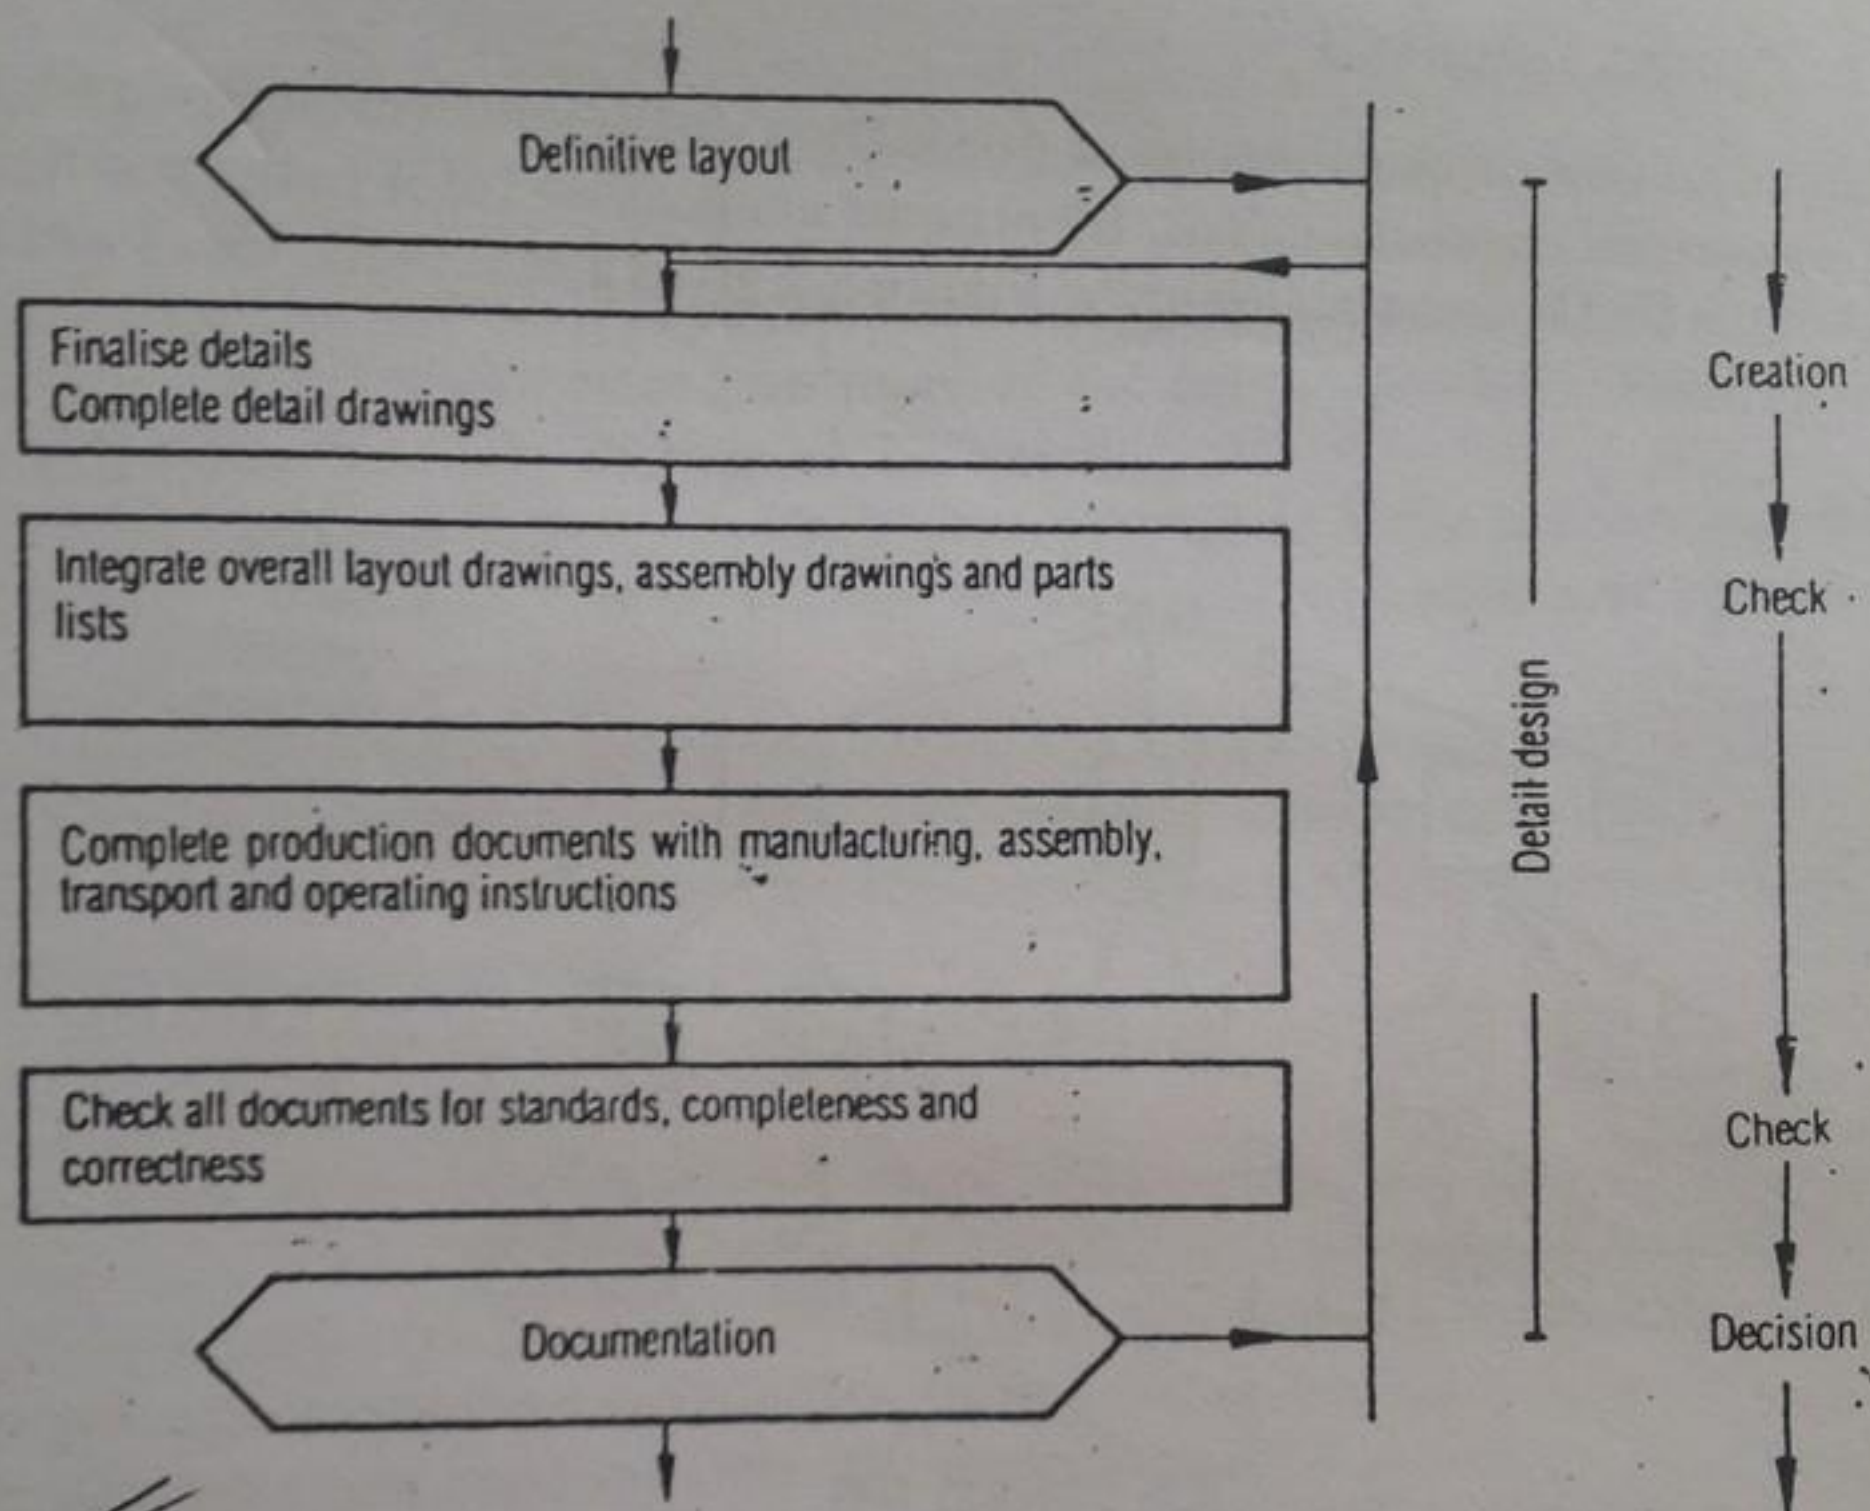 Definitive layout
Finalise details
Complete detail drawings
Integrate overall layout drawings, assembly drawings and parts
lists
Complete production documents with manufacturing, assembly,
transport and operating instructions
Check all documents for standards, completeness and
correctness
Documentation
Detail design
Creation
Check
Check
Decision